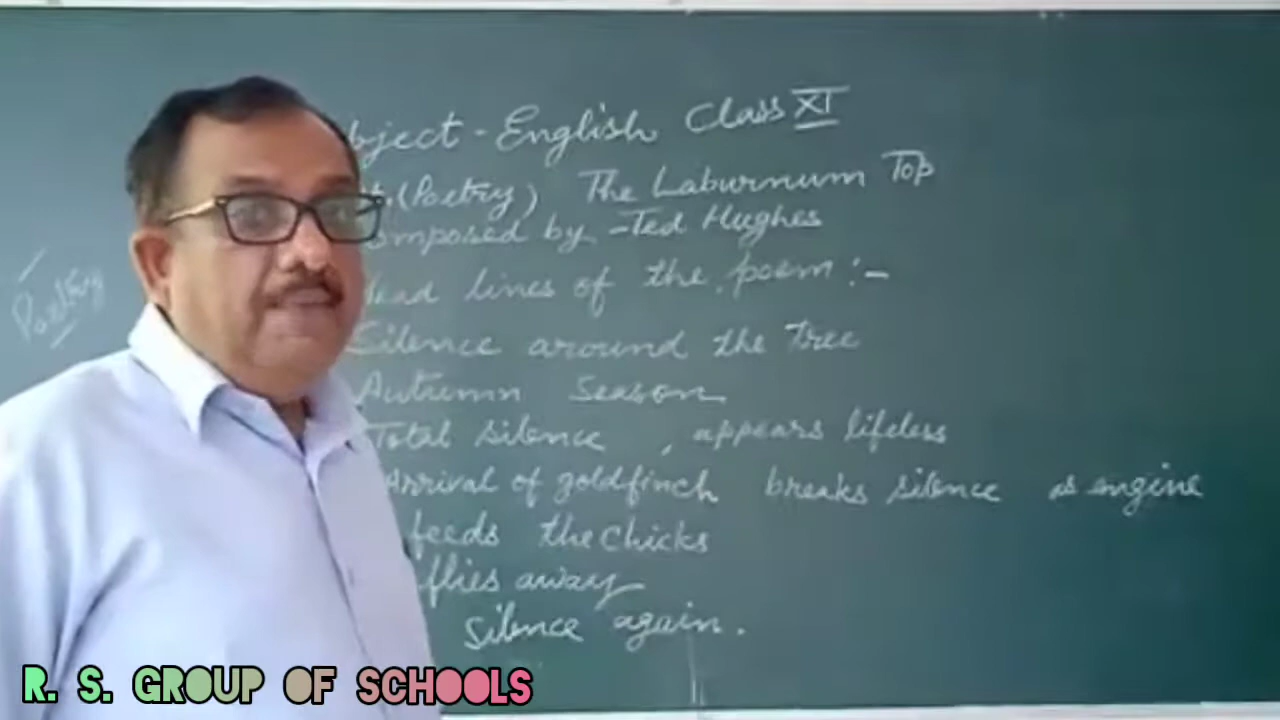 bject - English Class XI
(Poetry) The Laburnum Top
omposed by - Ted Hughes
ead lines of the poem :-
Silence around the tree
Autumn season
Total silence , appears lifeless
Arrival of goldfinch breaks silence as engine
feeds the chicks
flies away
silence again.
Poetry
R. S. GROUP OF SCHOOLS